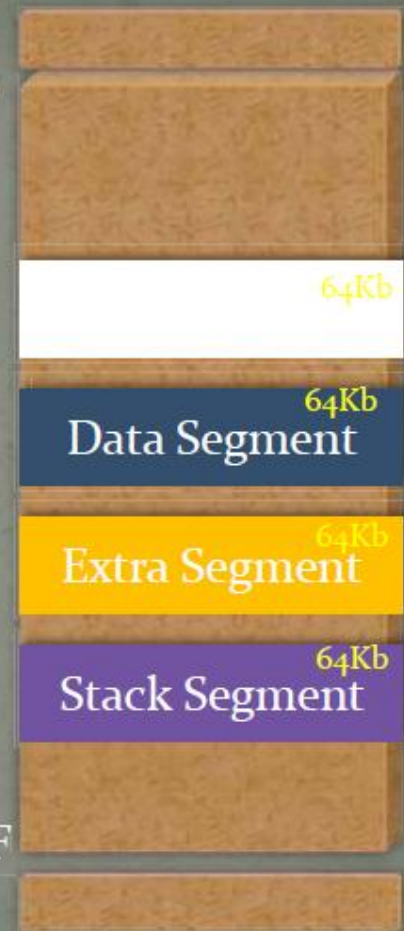 64Kb
64Kb
Data Segment
64Kb
Extra Segment
64Kb
Stack Segment
F